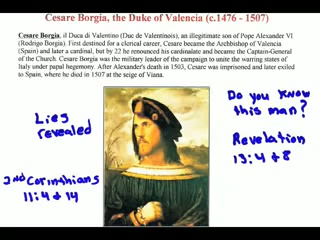 Cesare Borgia, the Duke of Valencia (c.1476 - 1507)
Cesare Borgia, il Duca di Valentino (Duc de Valentinois), an illegitimate son of Pope Alexander VI
(Rodrigo Borgia). First destined for a clerical career, Cesare became the Archbishop of Valencia
(Spain) and later a cardinal, but by 22 he renounced his cardinalcy and became the Captain-General
of the Church. Cesare Borgia was the military leader of the campaign to unite the warring states of
Italy under papal hegemony. After Alexander's death in 1503, Cesare was imprisoned and later exiled
to Spain, where he died in 1507 at the seige of Viana.
Do you know
this man?
Lies
revealed
Revelation
13:4 & 8
2nd Corinthians
11:4 & 14